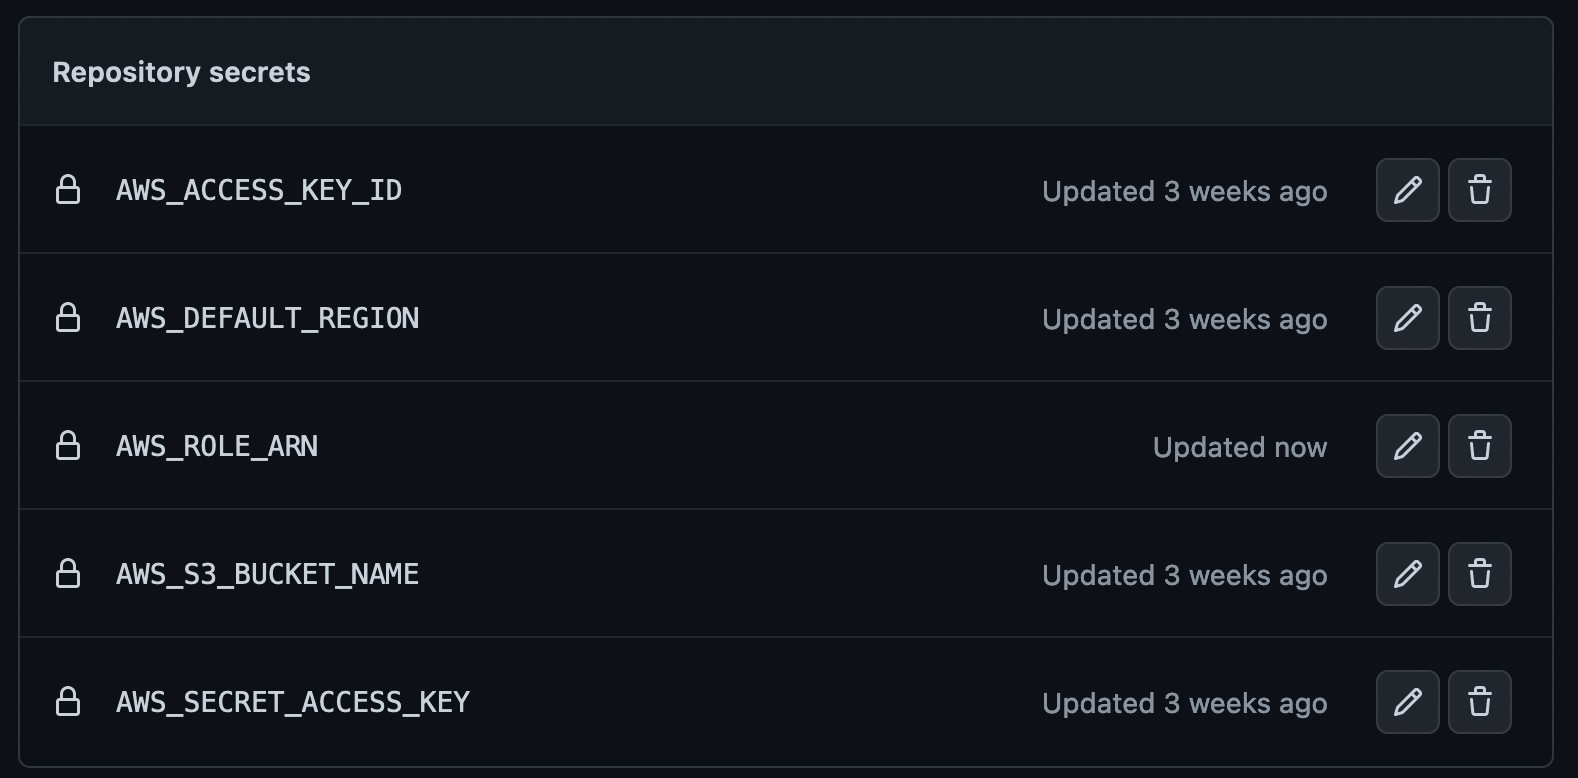 Repository secrets
AWS_ACCESS_KEY_ID Updated 3 weeks ago
AWS_DEFAULT_REGION Updated 3 weeks ago
AWS_ROLE_ARN Updated now
AWS_S3_BUCKET_NAME Updated 3 weeks ago
AWS_SECRET_ACCESS_KEY Updated 3 weeks ago